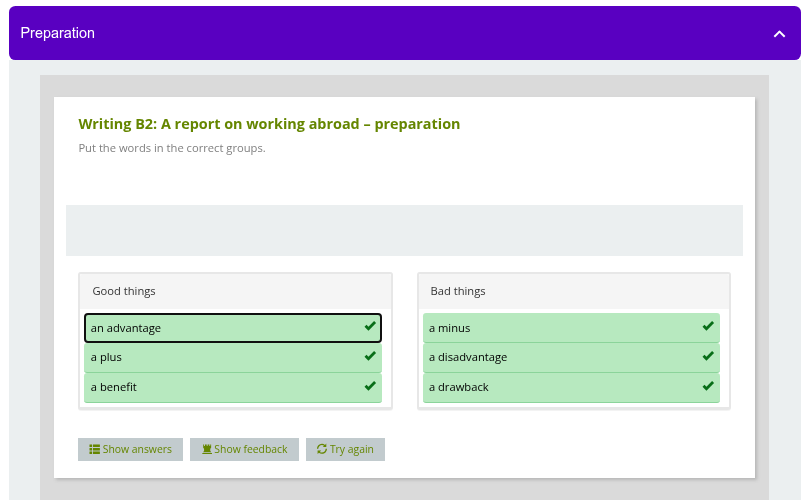 Preparation
Writing B2: A report on working abroad – preparation
Put the words in the correct groups.
Good things
an advantage
a plus
a benefit
Bad things
a minus
a disadvantage
a drawback
Show answers
Show feedback
Try again